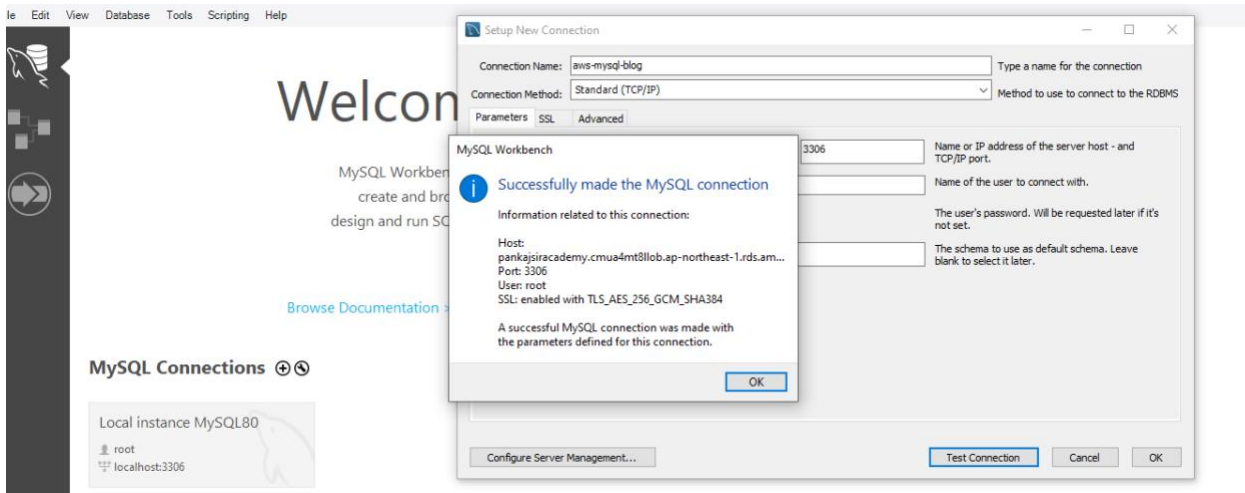 le Edit View Database Tools Scripting Help
Welcon
MySQL Workben
create and bro
design and run SC
Browse Documentation >
MySQL Connections
Local instance MySQL80
root
localhost:3306
Setup New Connection
Connection Name: aws-mysql-blog Type a name for the connection
Connection Method: Standard (TCP/IP) Method to use to connect to the RDBMS
Parameters SSL Advanced
3306 Name or IP address of the server host - and
TCP/IP port.
Name of the user to connect with.
The user's password. Will be requested later if it's
not set.
The schema to use as default schema. Leave
blank to select it later.
MySQL Workbench
Successfully made the MySQL connection
Information related to this connection:
Host:
pankajsiracademy.cmua4mt8llob.ap-northeast-1.rds.am...
Port: 3306
User: root
SSL: enabled with TLS_AES_256_GCM_SHA384
A successful MySQL connection was made with
the parameters defined for this connection.
OK
Configure Server Management... Test Connection Cancel OK